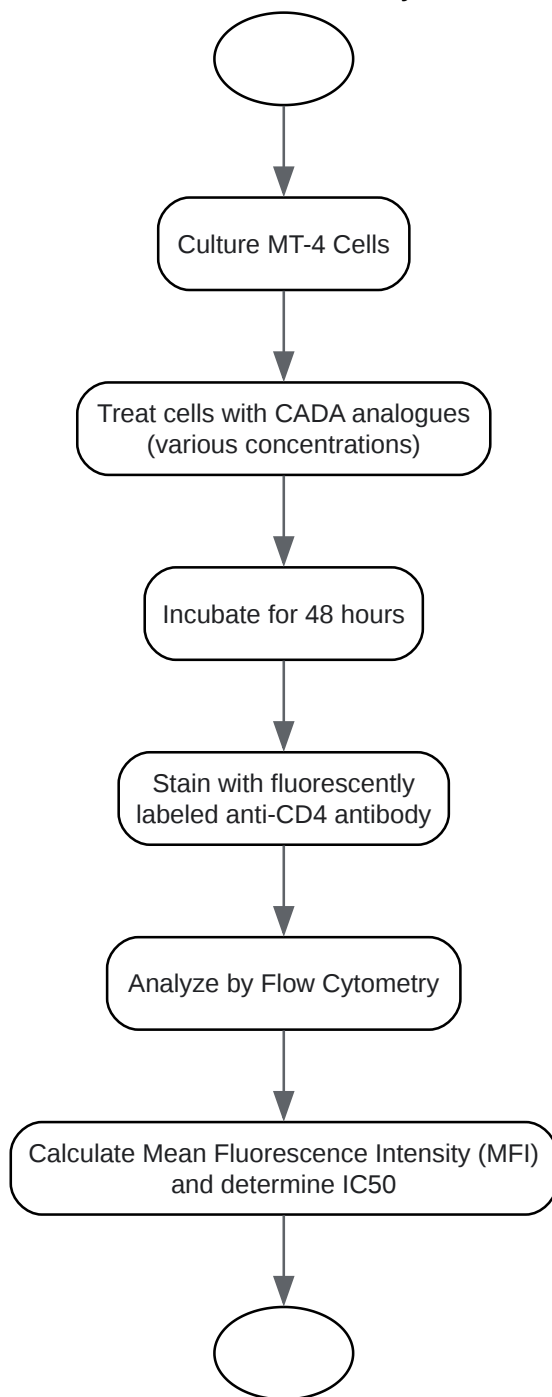 Culture MT-4 Cells
Treat cells with CADA analogues
(various concentrations)
Incubate for 48 hours
Stain with fluorescently
labeled anti-CD4 antibody
Analyze by Flow Cytometry
Calculate Mean Fluorescence Intensity (MFI)
and determine IC50